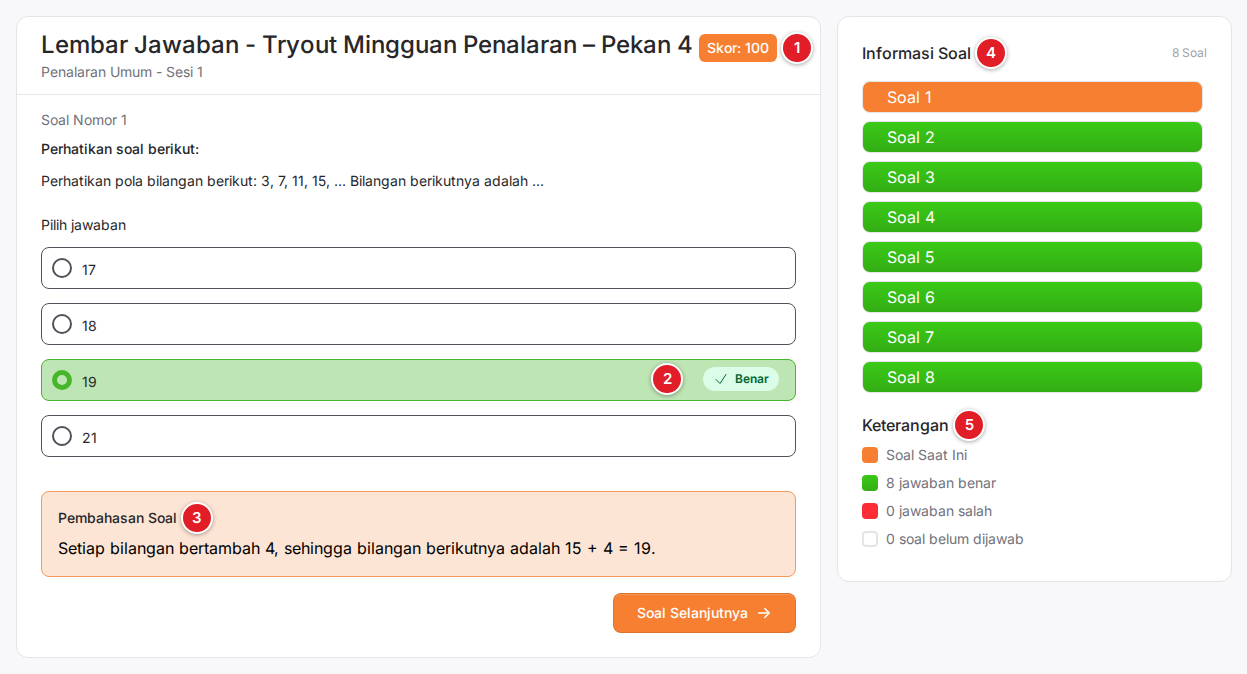 Lembar Jawaban - Tryout Mingguan Penalaran – Pekan 4 Skor: 100 1
Penalaran Umum - Sesi 1
Soal Nomor 1
Perhatikan soal berikut:
Perhatikan pola bilangan berikut: 3, 7, 11, 15, ... Bilangan berikutnya adalah ...
Pilih jawaban
17
18
19 2 Benar
21
Pembahasan Soal 3
Setiap bilangan bertambah 4, sehingga bilangan berikutnya adalah 15 + 4 = 19.
Soal Selanjutnya →
Informasi Soal 4 8 Soal
Soal 1
Soal 2
Soal 3
Soal 4
Soal 5
Soal 6
Soal 7
Soal 8
Keterangan 5
Soal Saat Ini
8 jawaban benar
0 jawaban salah
0 soal belum dijawab